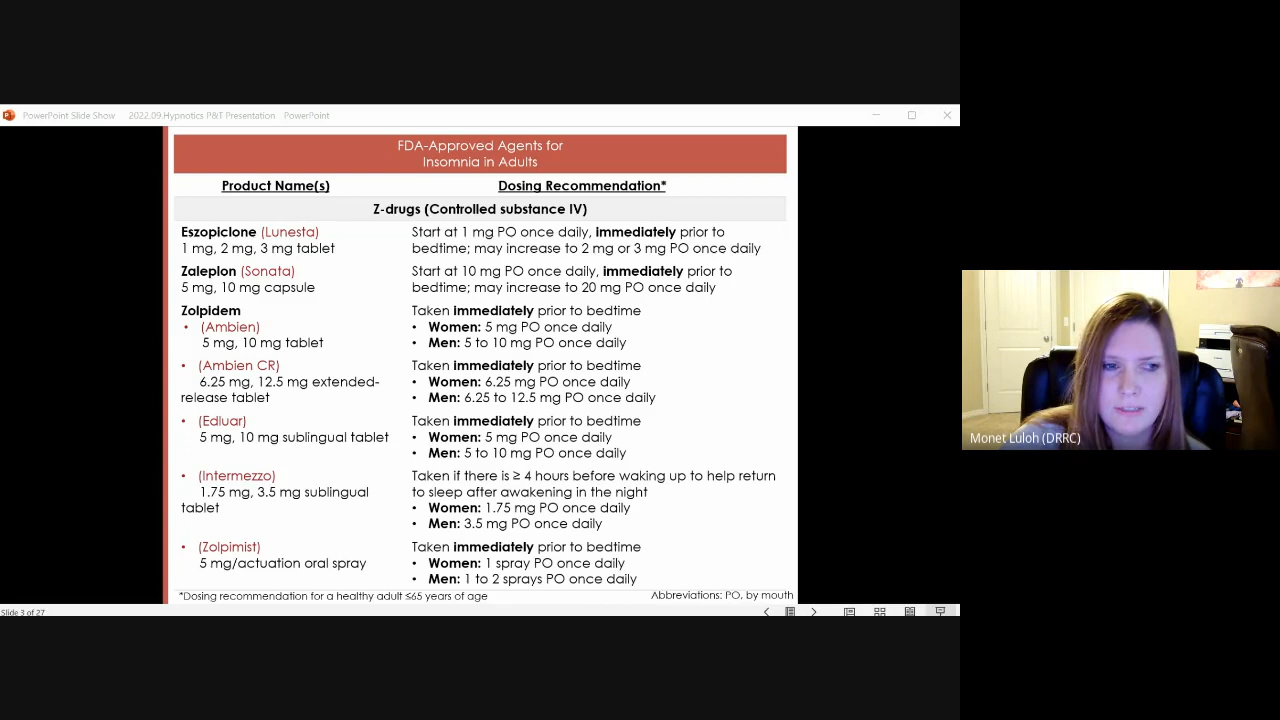 PowerPoint Slide Show 2022.09.Hypnotics P&T Presentation PowerPoint
FDA-Approved Agents for
Insomnia in Adults
Product Name(s) Dosing Recommendation*
Z-drugs (Controlled substance IV)
Eszopiclone (Lunesta) Start at 1 mg PO once daily, immediately prior to
1 mg, 2 mg, 3 mg tablet bedtime; may increase to 2 mg or 3 mg PO once daily
Zaleplon (Sonata) Start at 10 mg PO once daily, immediately prior to
5 mg, 10 mg capsule bedtime; may increase to 20 mg PO once daily
Zolpidem Taken immediately prior to bedtime
• (Ambien) • Women: 5 mg PO once daily
5 mg, 10 mg tablet • Men: 5 to 10 mg PO once daily
• (Ambien CR) Taken immediately prior to bedtime
6.25 mg, 12.5 mg extended- • Women: 6.25 mg PO once daily
release tablet • Men: 6.25 to 12.5 mg PO once daily
• (Edluar) Taken immediately prior to bedtime
5 mg, 10 mg sublingual tablet • Women: 5 mg PO once daily
• Men: 5 to 10 mg PO once daily
• (Intermezzo) Taken if there is ≥ 4 hours before waking up to help return
1.75 mg, 3.5 mg sublingual to sleep after awakening in the night
tablet • Women: 1.75 mg PO once daily
• Men: 3.5 mg PO once daily
• (Zolpimist) Taken immediately prior to bedtime
5 mg/actuation oral spray • Women: 1 spray PO once daily
• Men: 1 to 2 sprays PO once daily
*Dosing recommendation for a healthy adult ≤65 years of age Abbreviations: PO, by mouth
Slide 3 of 27
Monet Luloh (DRRC)